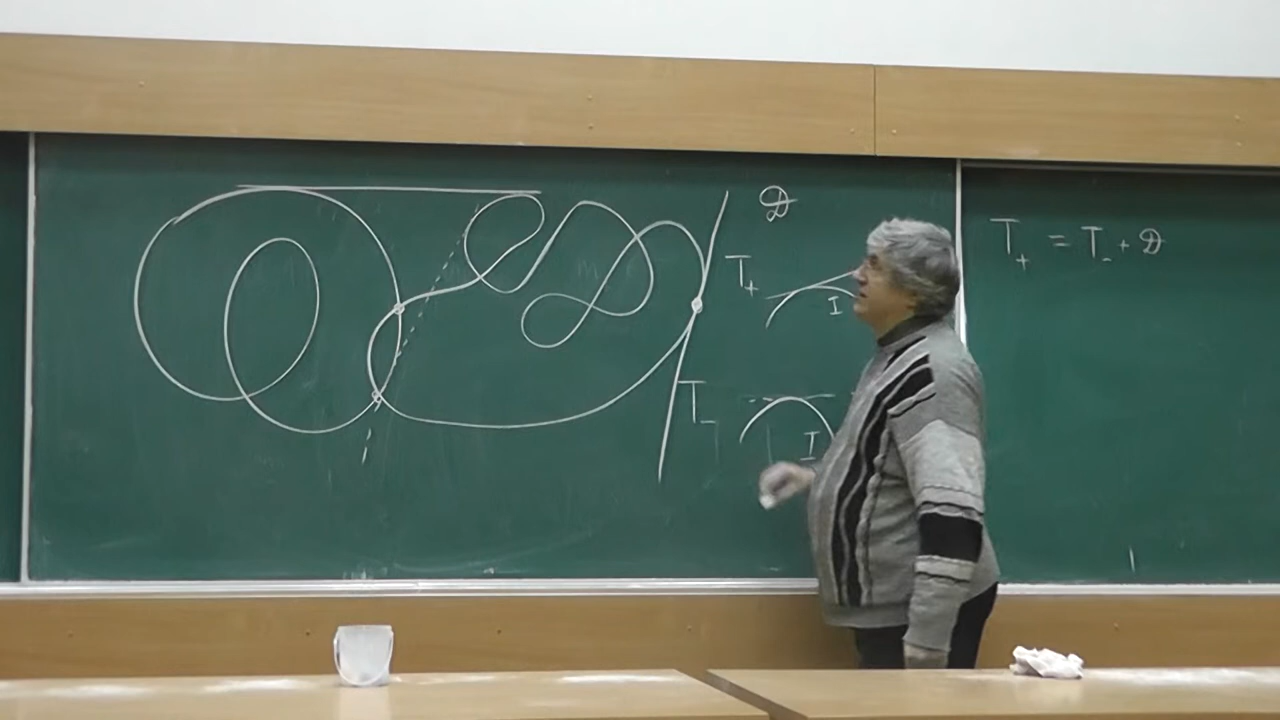 𝒟
T₊
I
T₋
I
T₊ = T₋ + 𝒟